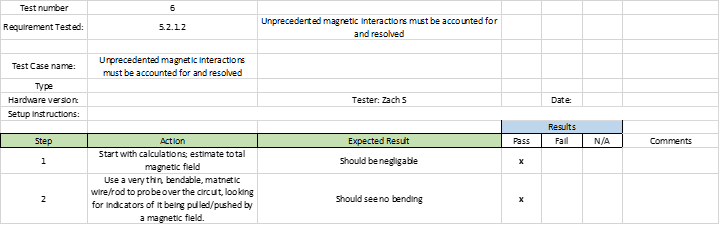 Test number 6
Requirement Tested: 5.2.1.2 Unprecedented magnetic interactions must be accounted for
and resolved
Test Case name: Unprecedented magnetic interactions
must be accounted for and resolved
Type
Hardware version: Tester: Zach S Date:
Setup Instructions:
Results
Step Action Expected Result Pass Fail N/A Comments
1 Start with calculations; estimate total
magnetic field Should be negligable x
2 Use a very thin, bendable, matnetic
wire/rod to probe over the circuit, looking
for indicators of it being pulled/pushed by
a magnetic field. Should see no bending x